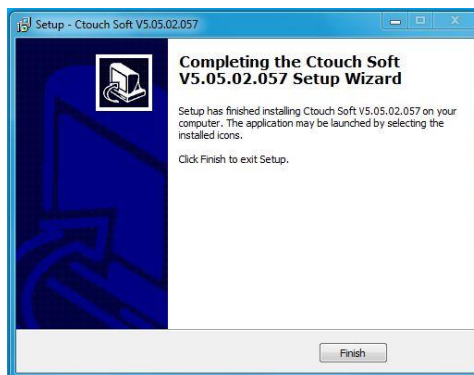 Setup - Ctouch Soft V5.05.02.057
Completing the Ctouch Soft
V5.05.02.057 Setup Wizard
Setup has finished installing Ctouch Soft V5.05.02.057 on your
computer. The application may be launched by selecting the
installed icons.
Click Finish to exit Setup.
Finish